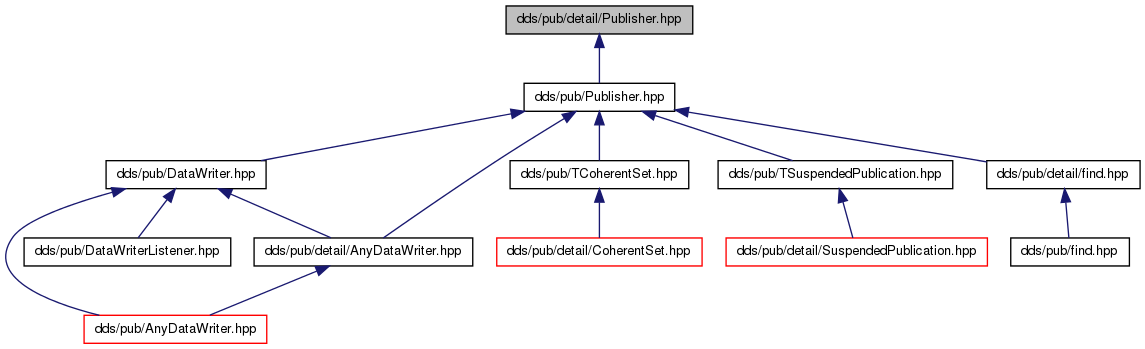 dds/pub/detail/Publisher.hpp
dds/pub/Publisher.hpp
dds/pub/DataWriter.hpp
dds/pub/TCoherentSet.hpp
dds/pub/TSuspendedPublication.hpp
dds/pub/detail/find.hpp
dds/pub/DataWriterListener.hpp
dds/pub/detail/AnyDataWriter.hpp
dds/pub/detail/CoherentSet.hpp
dds/pub/detail/SuspendedPublication.hpp
dds/pub/find.hpp
dds/pub/AnyDataWriter.hpp